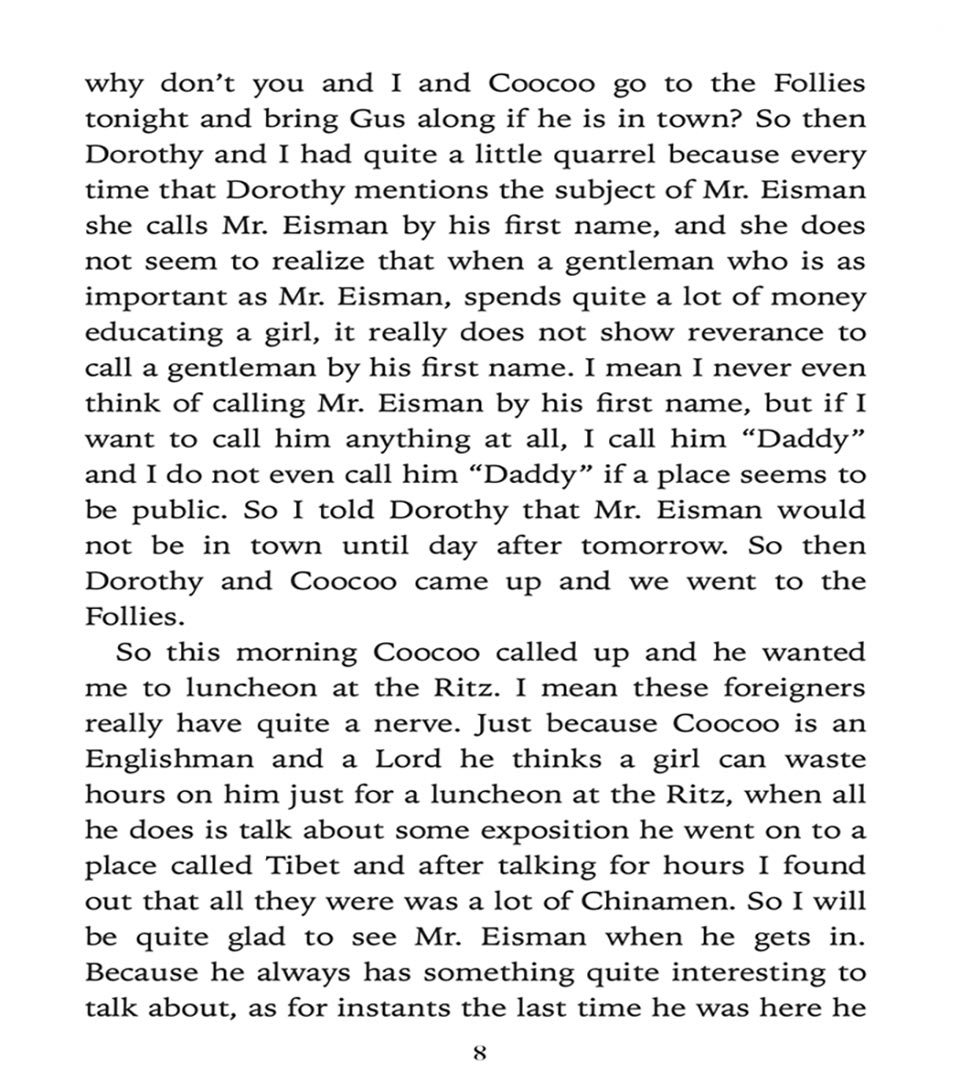 why don’t you and I and Coocoo go to the Follies
tonight and bring Gus along if he is in town? So then
Dorothy and I had quite a little quarrel because every
time that Dorothy mentions the subject of Mr. Eisman
she calls Mr. Eisman by his first name, and she does
not seem to realize that when a gentleman who is as
important as Mr. Eisman, spends quite a lot of money
educating a girl, it really does not show reverance to
call a gentleman by his first name. I mean I never even
think of calling Mr. Eisman by his first name, but if I
want to call him anything at all, I call him “Daddy”
and I do not even call him “Daddy” if a place seems to
be public. So I told Dorothy that Mr. Eisman would
not be in town until day after tomorrow. So then
Dorothy and Coocoo came up and we went to the
Follies.
So this morning Coocoo called up and he wanted
me to luncheon at the Ritz. I mean these foreigners
really have quite a nerve. Just because Coocoo is an
Englishman and a Lord he thinks a girl can waste
hours on him just for a luncheon at the Ritz, when all
he does is talk about some exposition he went on to a
place called Tibet and after talking for hours I found
out that all they were was a lot of Chinamen. So I will
be quite glad to see Mr. Eisman when he gets in.
Because he always has something quite interesting to
talk about, as for instants the last time he was here he
8